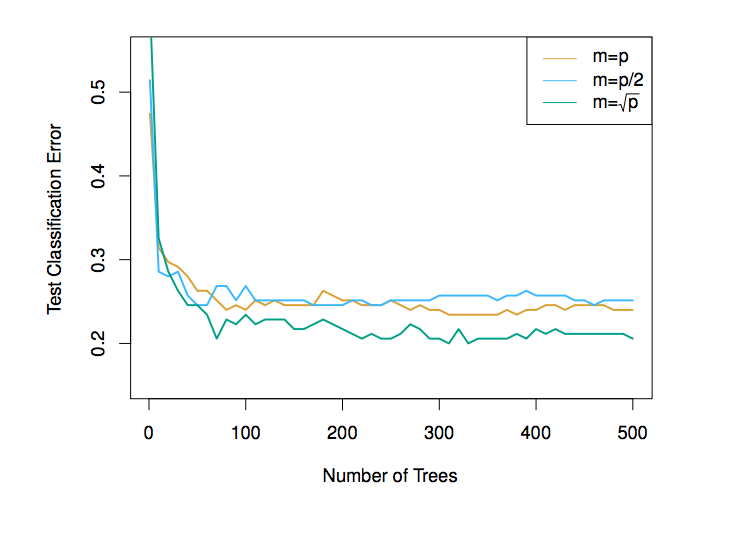 m=p
m=p/2
m=√p
Test Classification Error
0.5
0.4
0.3
0.2
0 100 200 300 400 500
Number of Trees